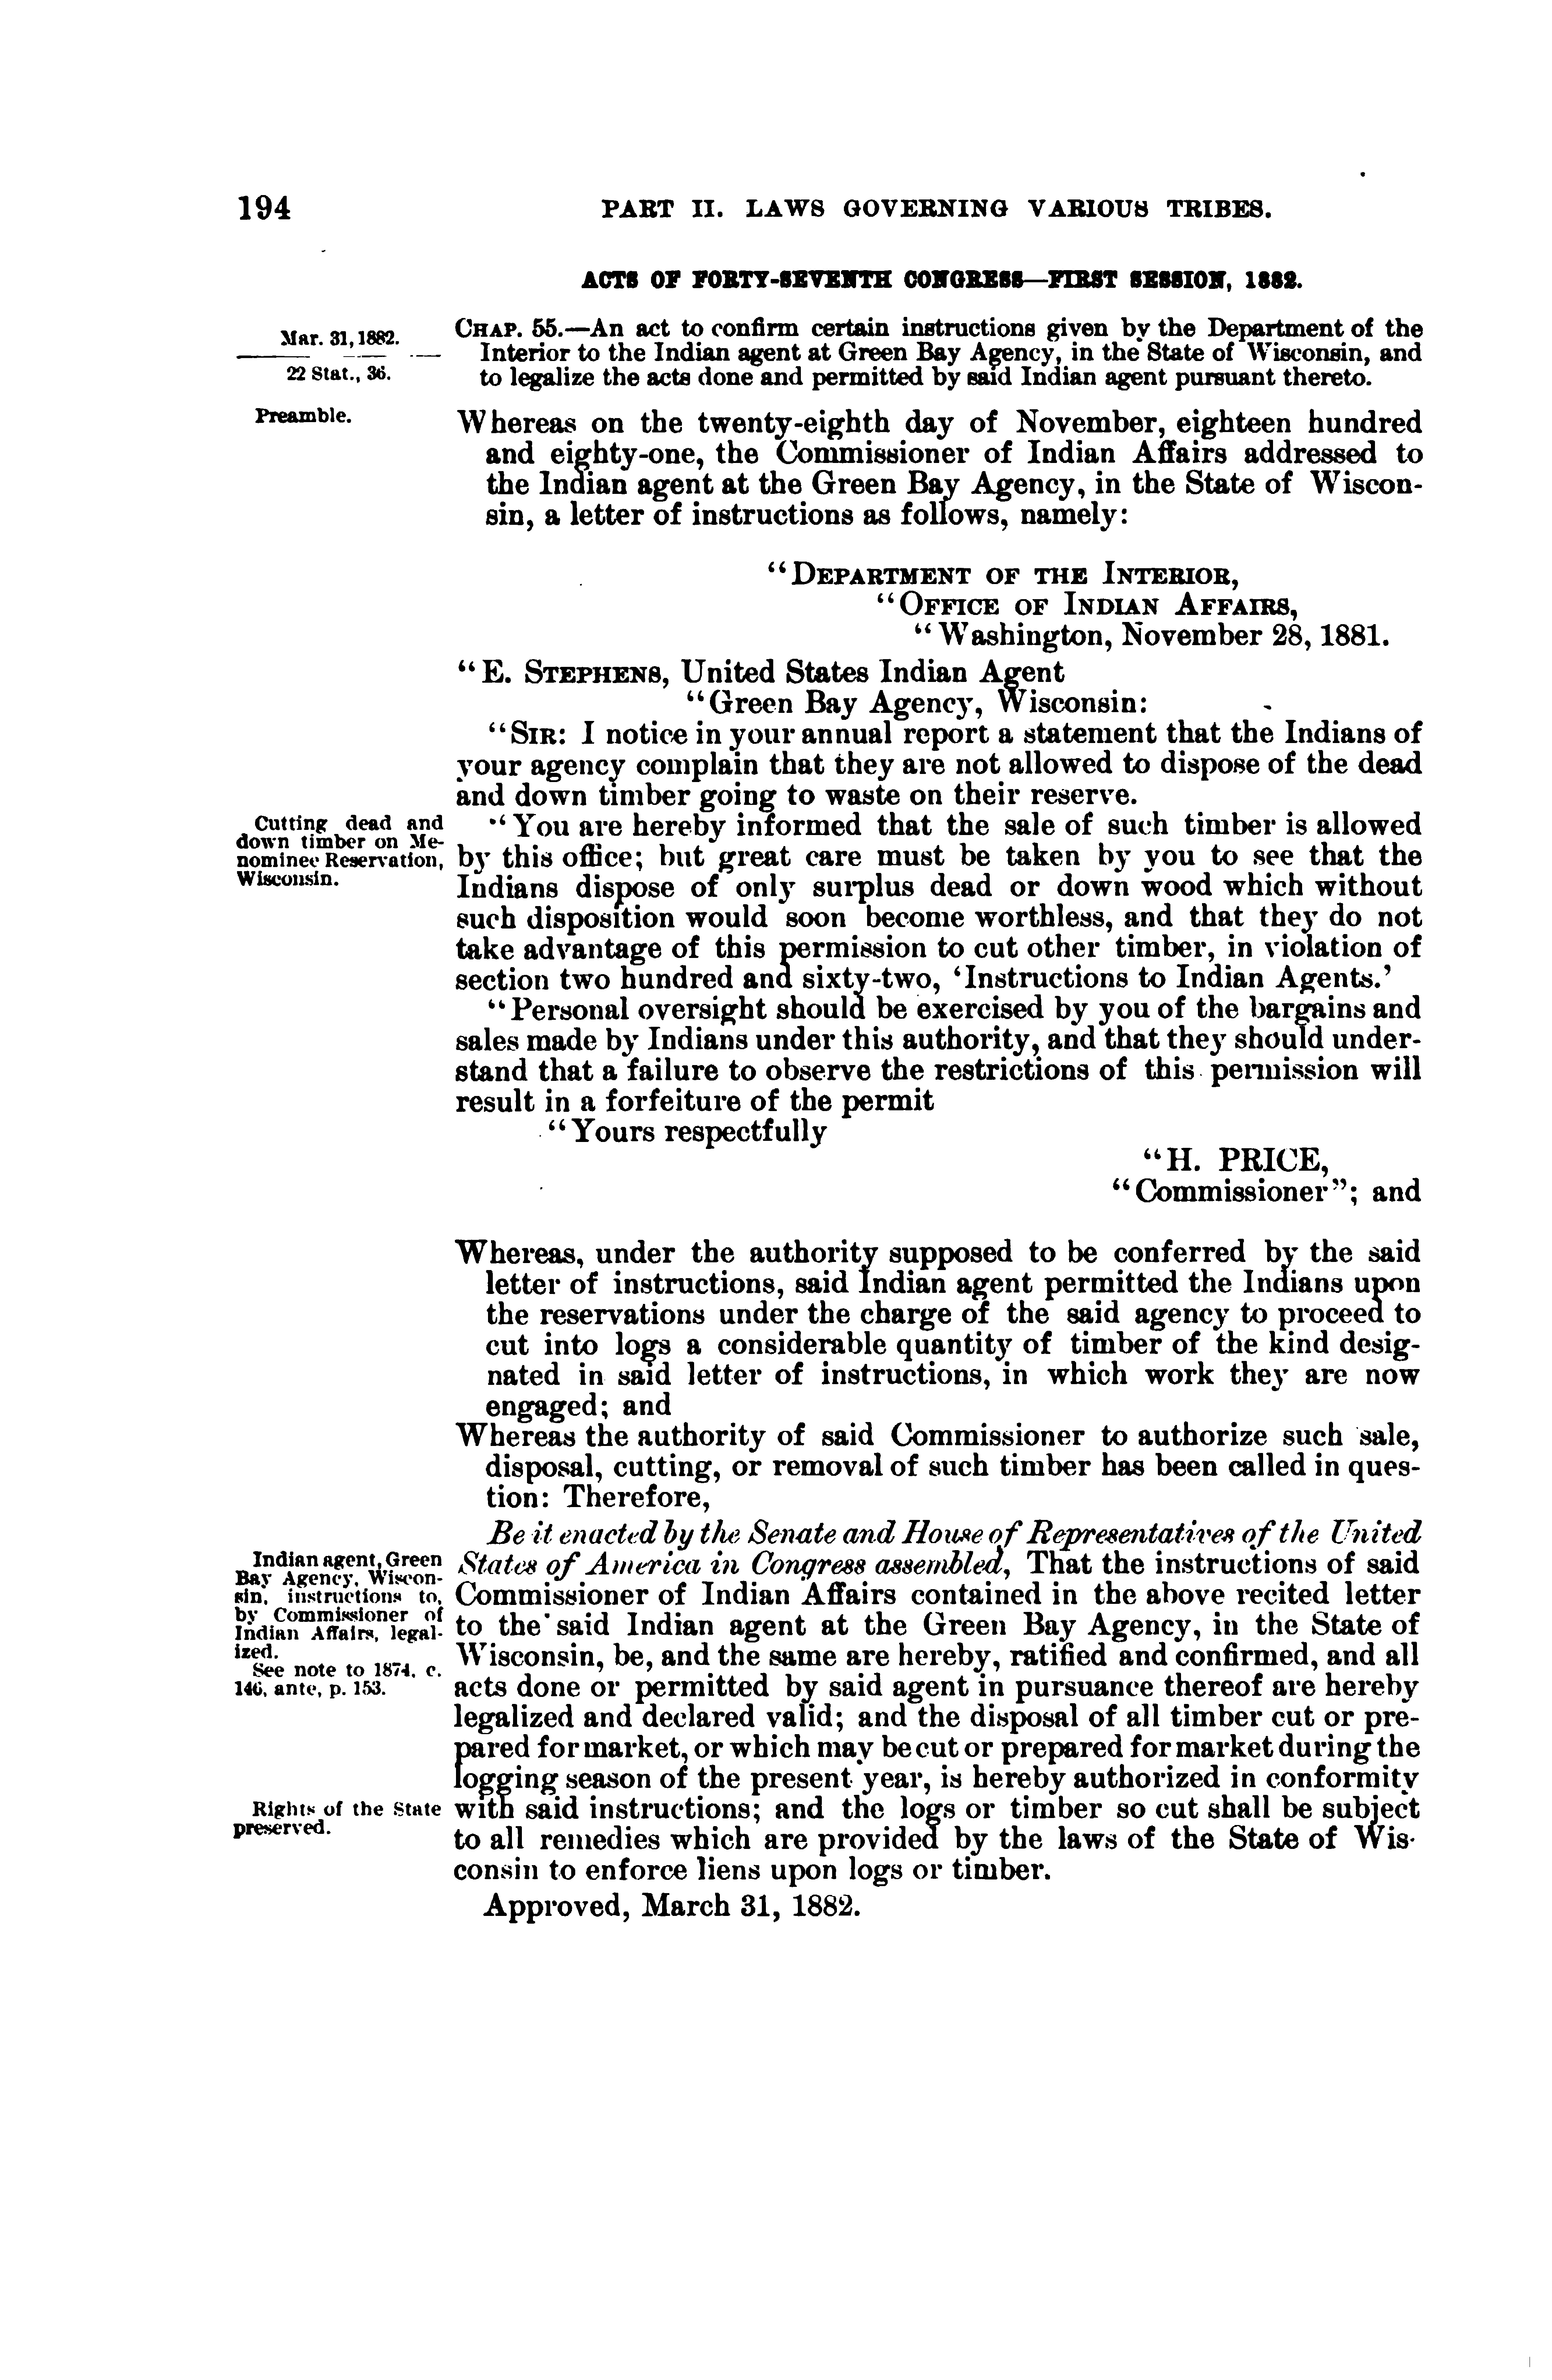 194
PART II. LAWS GOVERNING VARIOUS TRIBES.
ACTS OF FORTY-SEVENTH CONGRESS—FIRST SESSION, 1882.
Mar. 31, 1882.
22 Stat., 36.
CHAP. 55.—An act to confirm certain instructions given by the Department of the
Interior to the Indian agent at Green Bay Agency, in the State of Wisconsin, and
to legalize the acts done and permitted by said Indian agent pursuant thereto.
Preamble.
Whereas on the twenty-eighth day of November, eighteen hundred
and eighty-one, the Commissioner of Indian Affairs addressed to
the Indian agent at the Green Bay Agency, in the State of Wiscon-
sin, a letter of instructions as follows, namely:
“DEPARTMENT OF THE INTERIOR,
“OFFICE OF INDIAN AFFAIRS,
“Washington, November 28, 1881.
“E. STEPHENS, United States Indian Agent
“Green Bay Agency, Wisconsin:
“SIR: I notice in your annual report a statement that the Indians of
your agency complain that they are not allowed to dispose of the dead
and down timber going to waste on their reserve.
Cutting dead and
down timber on Me-
nominee Reservation,
Wisconsin.
“You are hereby informed that the sale of such timber is allowed
by this office; but great care must be taken by you to see that the
Indians dispose of only surplus dead or down wood which without
such disposition would soon become worthless, and that they do not
take advantage of this permission to cut other timber, in violation of
section two hundred and sixty-two, ‘Instructions to Indian Agents.’
“Personal oversight should be exercised by you of the bargains and
sales made by Indians under this authority, and that they should under-
stand that a failure to observe the restrictions of this permission will
result in a forfeiture of the permit
“Yours respectfully
“H. PRICE,
“Commissioner”; and
Whereas, under the authority supposed to be conferred by the said
letter of instructions, said Indian agent permitted the Indians upon
the reservations under the charge of the said agency to proceed to
cut into logs a considerable quantity of timber of the kind desig-
nated in said letter of instructions, in which work they are now
engaged; and
Whereas the authority of said Commissioner to authorize such sale,
disposal, cutting, or removal of such timber has been called in ques-
tion: Therefore,
Be it enacted by the Senate and House of Representatives of the United
States of America in Congress assembled, That the instructions of said
Commissioner of Indian Affairs contained in the above recited letter
to the said Indian agent at the Green Bay Agency, in the State of
Wisconsin, be, and the same are hereby, ratified and confirmed, and all
acts done or permitted by said agent in pursuance thereof are hereby
legalized and declared valid; and the disposal of all timber cut or pre-
pared for market, or which may be cut or prepared for market during the
logging season of the present year, is hereby authorized in conformity
with said instructions; and the logs or timber so cut shall be subject
to all remedies which are provided by the laws of the State of Wis-
consin to enforce liens upon logs or timber.
Indian agent, Green
Bay Agency, Wiscon-
sin, instructions to,
by Commissioner of
Indian Affairs, legal-
ized.
See note to 1874, c.
146, ante, p. 153.
Rights of the State
preserved.
Approved, March 31, 1882.